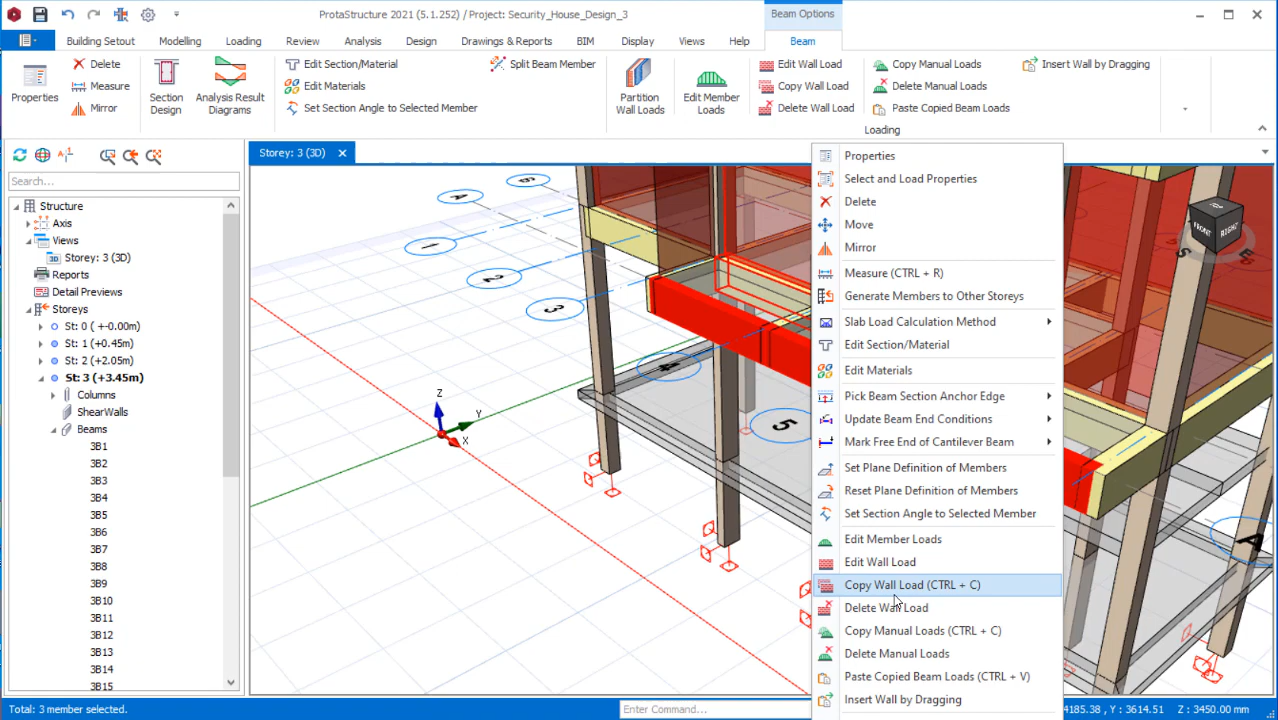 ProtaStructure 2021 (5.1.252) / Project: Security_House_Design_3
Beam Options
Building Setout
Modelling
Loading
Review
Analysis
Design
Drawings & Reports
BIM
Display
Views
Help
Beam
Properties
Delete
Measure
Mirror
Section
Design
Analysis Result
Diagrams
Edit Section/Material
Edit Materials
Set Section Angle to Selected Member
Split Beam Member
Partition
Wall Loads
Edit Member
Loads
Edit Wall Load
Copy Wall Load
Delete Wall Load
Copy Manual Loads
Delete Manual Loads
Paste Copied Beam Loads
Insert Wall by Dragging
Loading
Search...
Structure
Axis
Views
3D Storey: 3 (3D)
Reports
Detail Previews
Storeys
St: 0 ( +-0.00m)
St: 1 (+0.45m)
St: 2 (+2.05m)
St: 3 (+3.45m)
Columns
ShearWalls
Beams
3B1
3B2
3B3
3B4
3B5
3B6
3B7
3B8
3B9
3B10
3B11
3B12
3B13
3B14
3B15
Storey: 3 (3D)
B
A
1
2
3
4
5
Z
Y
X
Properties
Select and Load Properties
Delete
Move
Mirror
Measure (CTRL + R)
Generate Members to Other Storeys
Slab Load Calculation Method
Edit Section/Material
Edit Materials
Pick Beam Section Anchor Edge
Update Beam End Conditions
Mark Free End of Cantilever Beam
Set Plane Definition of Members
Reset Plane Definition of Members
Set Section Angle to Selected Member
Edit Member Loads
Edit Wall Load
Copy Wall Load (CTRL + C)
Delete Wall Load
Copy Manual Loads (CTRL + C)
Delete Manual Loads
Paste Copied Beam Loads (CTRL + V)
Insert Wall by Dragging
TOP
FRONT
RIGHT
S
A
Total: 3 member selected.
Enter Command...
4185.38 , Y : 3614.51
Z : 3450.00 mm